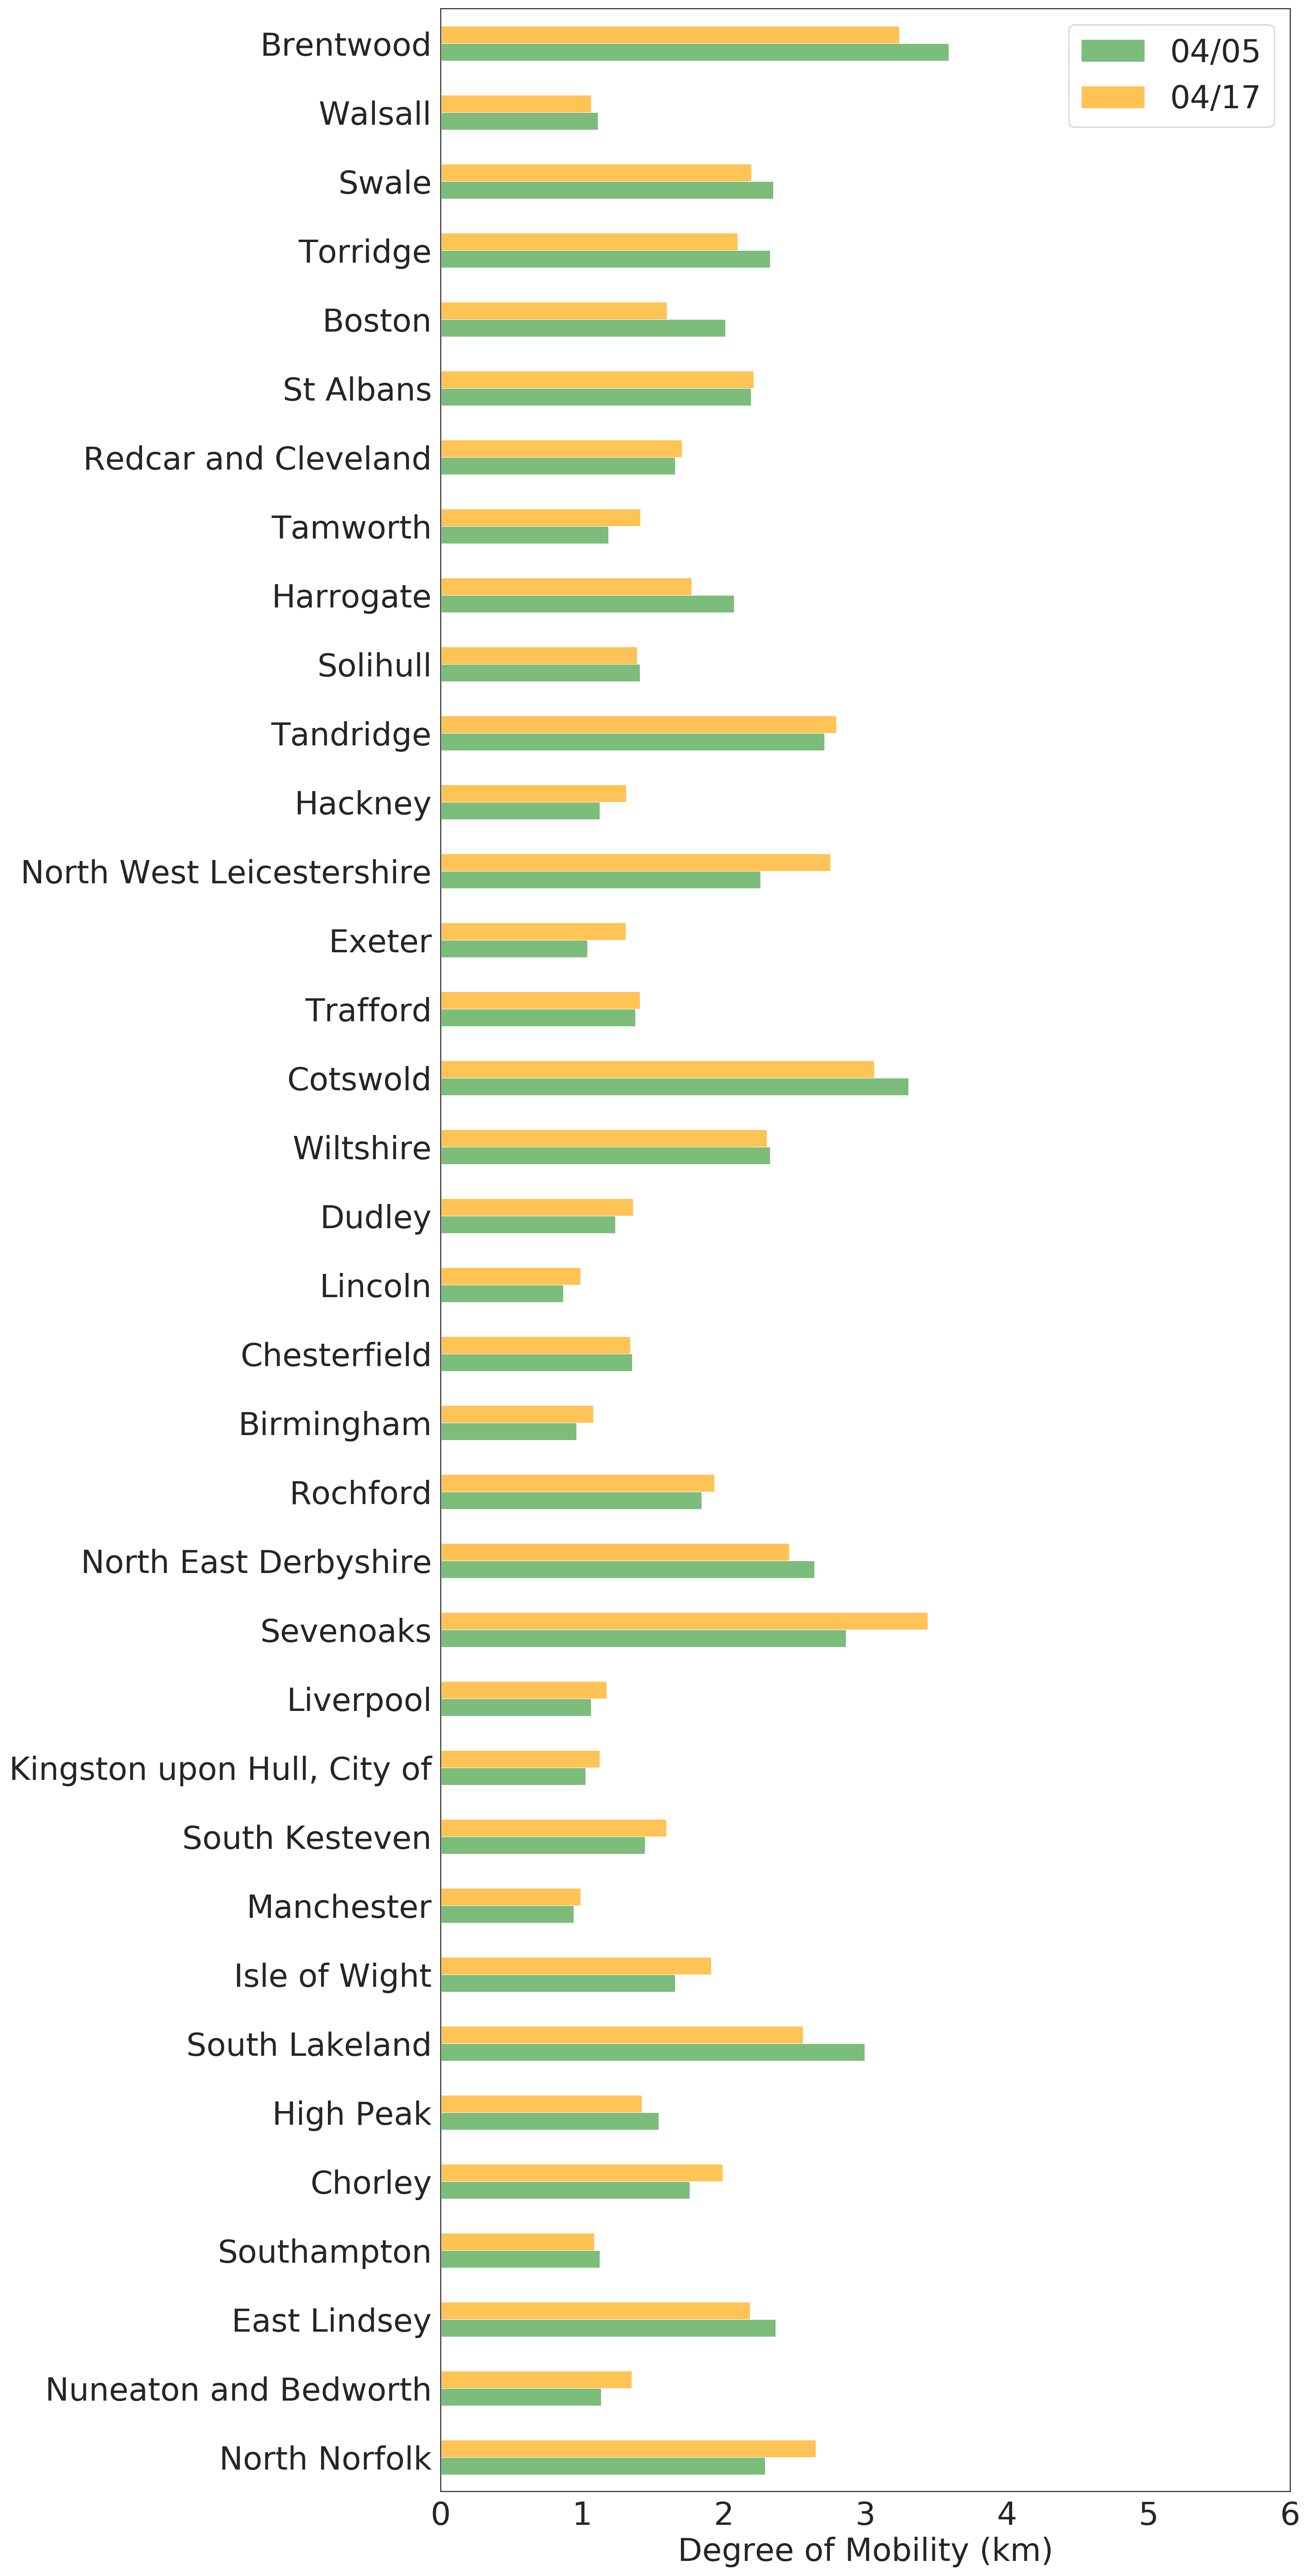 Brentwood
04/05
04/17
Walsall
Swale
Torridge
Boston
St Albans
Redcar and Cleveland
Tamworth
Harrogate
Solihull
Tandridge
Hackney
North West Leicestershire
Exeter
Trafford
Cotswold
Wiltshire
Dudley
Lincoln
Chesterfield
Birmingham
Rochford
North East Derbyshire
Sevenoaks
Liverpool
Kingston upon Hull, City of
South Kesteven
Manchester
Isle of Wight
South Lakeland
High Peak
Chorley
Southampton
East Lindsey
Nuneaton and Bedworth
North Norfolk
0 1 2 3 4 5 6
Degree of Mobility (km)